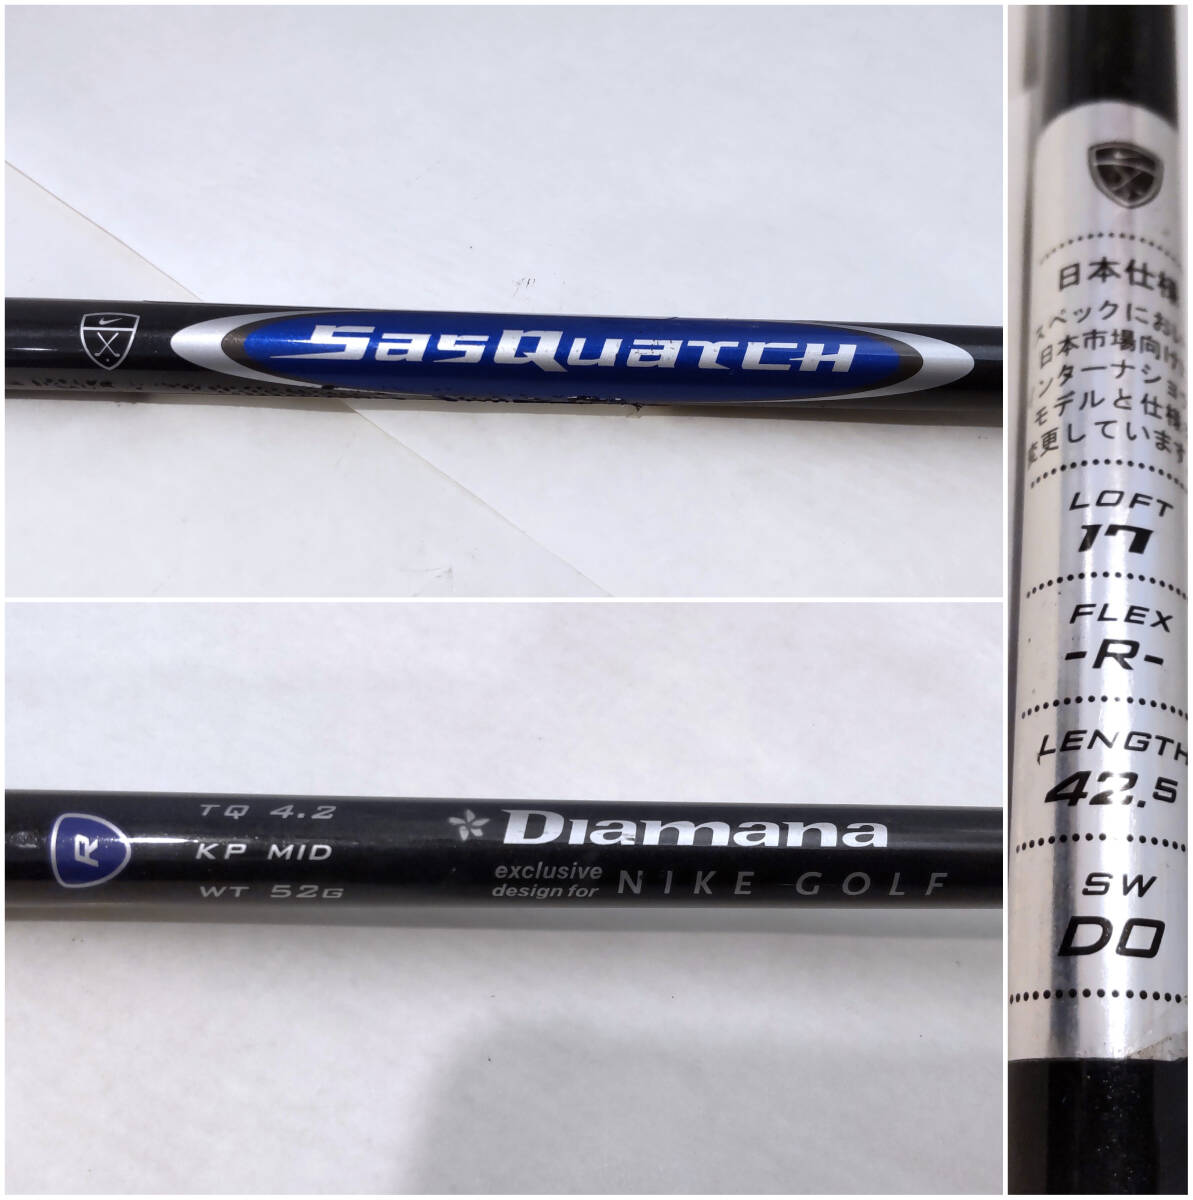 SasQuatch
TQ 4.2
KP MID
WT 52G
R
Diamana
exclusive
design for
NIKE GOLF
日本仕様
スペックにおい
日本市場向け
インターナショ
モデルと仕様
変更しています
LOFT
17
FLEX
-R-
LENGTH
42.5
SW
D0